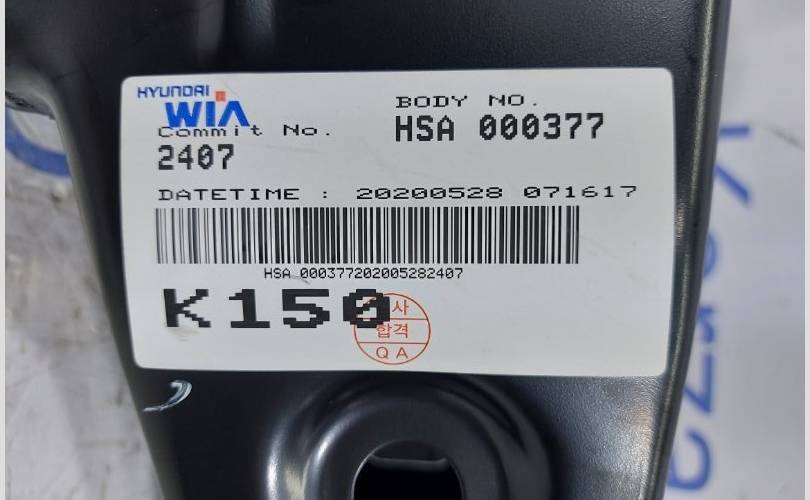 HYUNDAI
WIA
BODY NO.
Commit No.
HSA 000377
2407
DATETIME : 20200528 071617
HSA 000377202005282407
K150
사
합격
QA